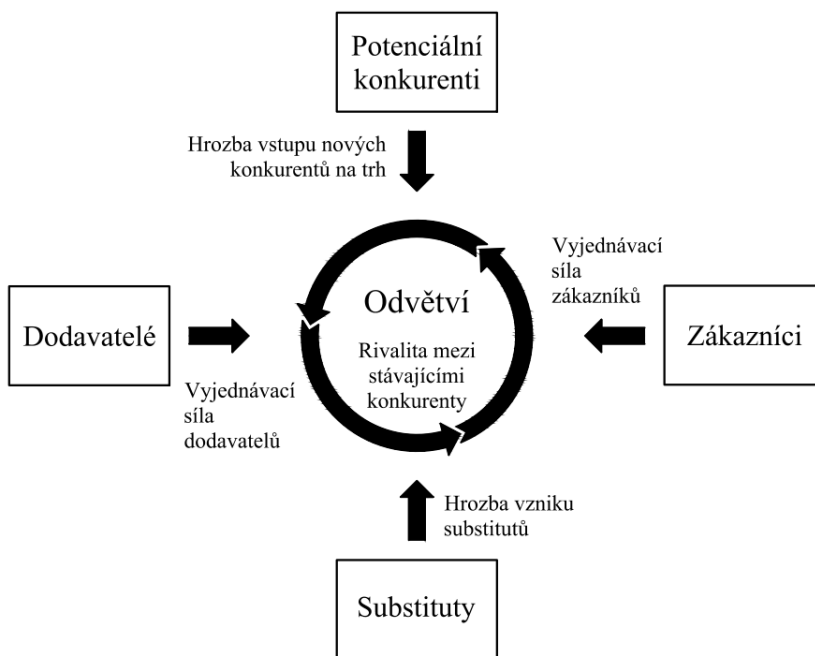 Potenciální
konkurenti
Hrozba vstupu nových
konkurentů na trh
Vyjednávací
síla
zákazníků
Dodavatelé
Odvětví
Rivalita mezi
stávajícími
konkurenty
Zákazníci
Vyjednávací
síla
dodavatelů
Hrozba vzniku
substitutů
Substituty